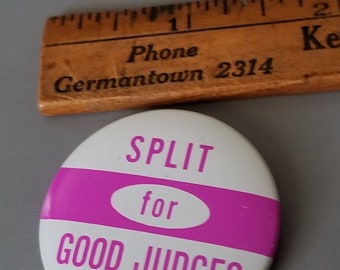 1 2
Phone Ke
Germantown 2314
SPLIT
for
GOOD JUDGES